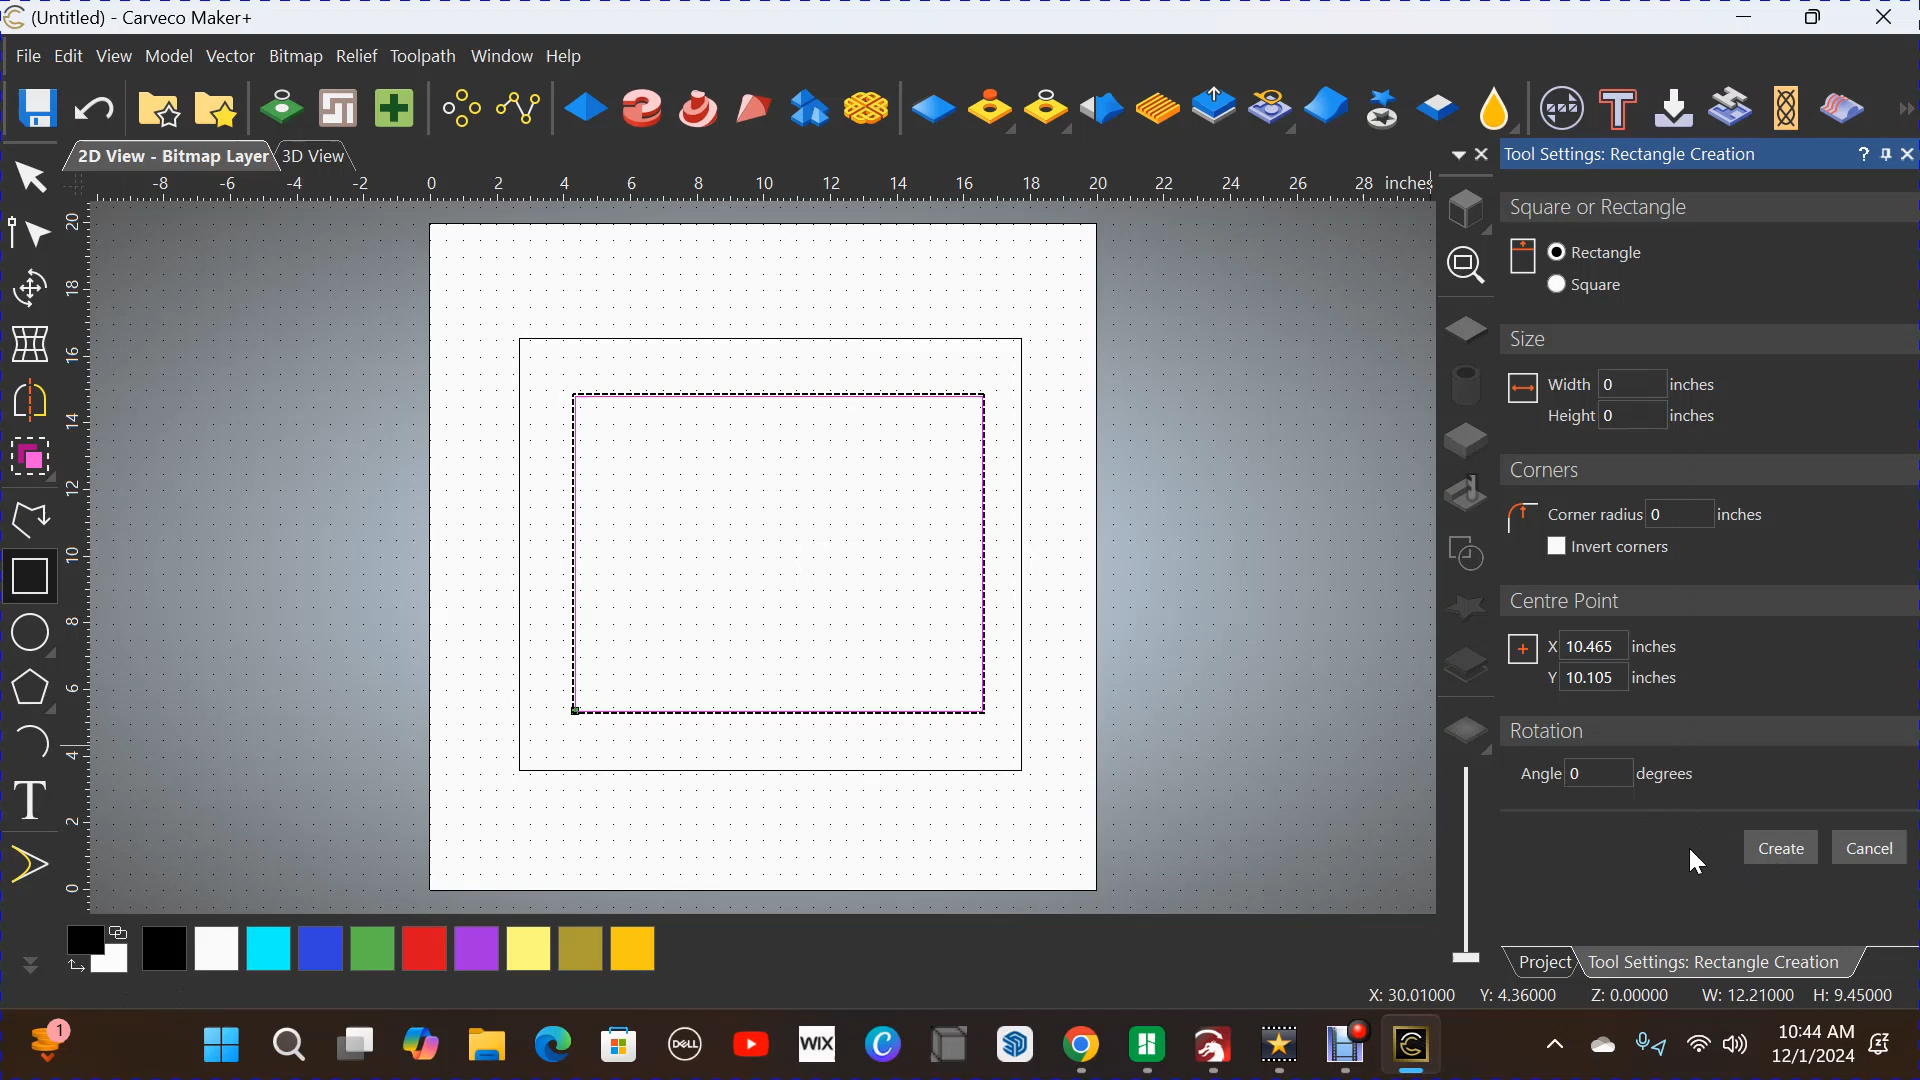 (Untitled) - Carveco Maker+
File Edit View Model Vector Bitmap Relief Toolpath Window Help
2D View - Bitmap Layer 3D View
Tool Settings: Rectangle Creation ?
-8 -6 -4 -2 0 2 4 6 8 10 12 14 16 18 20 22 24 26 28 inches
20
18
16
14
12
10
8
6
4
2
0
Square or Rectangle
Rectangle
Square
Size
Width 0 inches
Height 0 inches
Corners
Corner radius 0 inches
Invert corners
Centre Point
X 10.465 inches
Y 10.105 inches
Rotation
Angle 0 degrees
Create Cancel
Project Tool Settings: Rectangle Creation
X: 30.01000 Y: 4.36000 Z: 0.00000 W: 12.21000 H: 9.45000
1
DELL
WIX
10:44 AM
12/1/2024